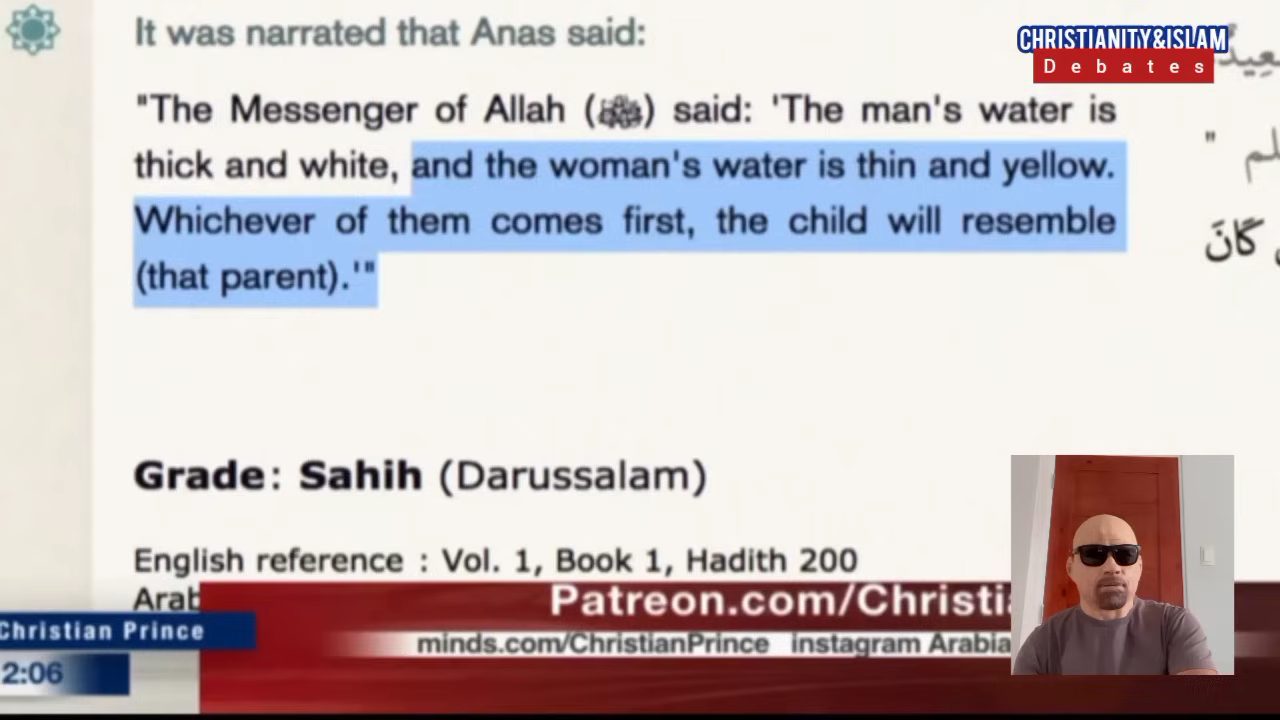 It was narrated that Anas said:
CHRISTIANITY&ISLAM
Debates
"The Messenger of Allah (ﷺ) said: 'The man's water is
thick and white, and the woman's water is thin and yellow.
Whichever of them comes first, the child will resemble
(that parent).'"
" لم
كَانَ
Grade: Sahih (Darussalam)
English reference : Vol. 1, Book 1, Hadith 200
Arab
Patreon.com/Christi
Christian Prince
minds.com/ChristianPrince instagram Arabia
2:06